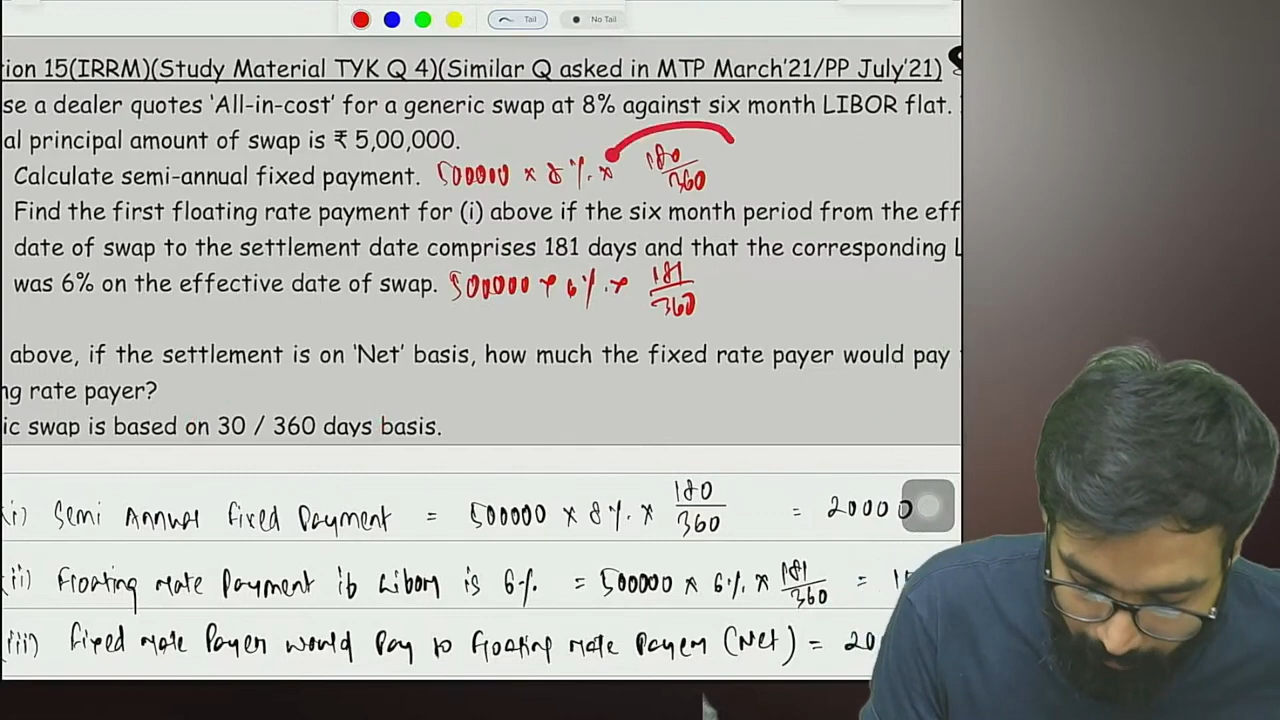 Tail No Tail
ion 15(IRRM)(Study Material TYK Q 4)(Similar Q asked in MTP March'21/PP July'21)
se a dealer quotes 'All-in-cost' for a generic swap at 8% against six month LIBOR flat.
al principal amount of swap is ₹ 5,00,000.
Calculate semi-annual fixed payment. 500000 × 8%. × 180/360
Find the first floating rate payment for (i) above if the six month period from the eff
date of swap to the settlement date comprises 181 days and that the corresponding L
was 6% on the effective date of swap. 500000 × 6%. × 181/360
above, if the settlement is on 'Net' basis, how much the fixed rate payer would pay
ng rate payer?
ic swap is based on 30 / 360 days basis.
(i) Semi Annual Fixed Payment = 500000 × 8%. × 180/360 = 20000
(ii) Floating rate Payment if Libor is 6% = 500000 × 6%. × 181/360 = 15
(iii) Fixed rate Payer would Pay to Floating rate Payer (Net) = 20